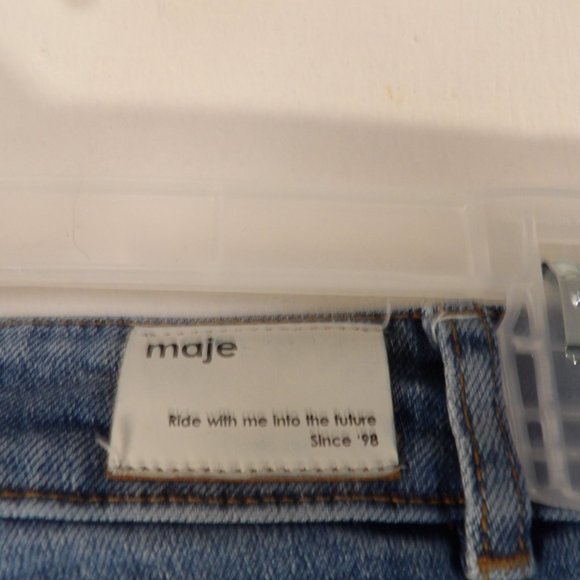 maje
Ride with me into the future
Since '98